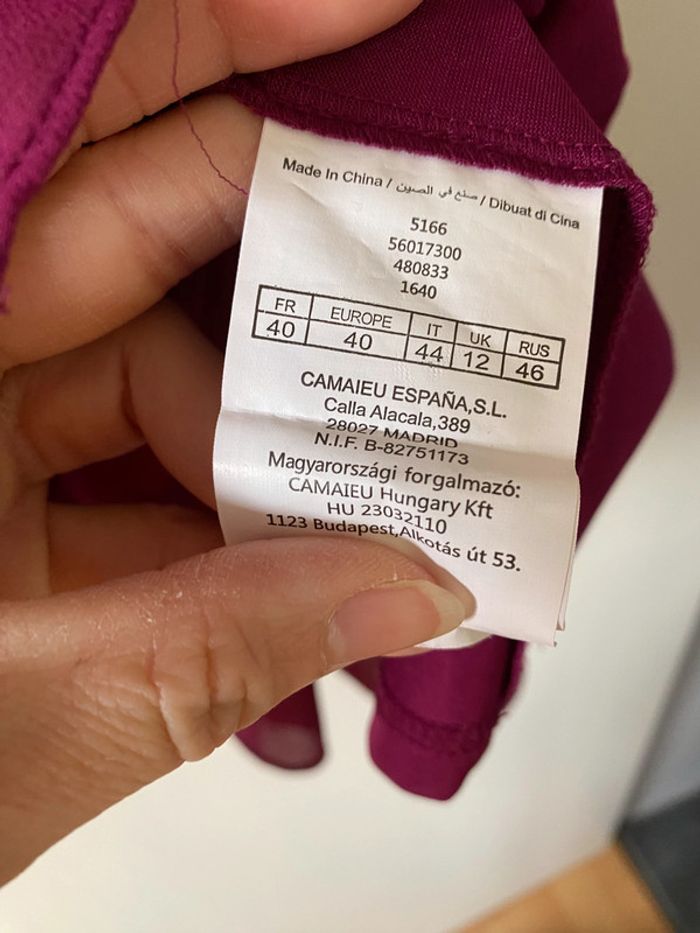 Made In China / صنع في الصين / Dibuat di Cina
5166
56017300
480833
1640
FR EUROPE IT UK RUS
40 40 44 12 46
CAMAIEU ESPAÑA,S.L.
Calla Alacala,389
28027 MADRID
N.I.F. B-82751173
Magyarországi forgalmazó:
CAMAIEU Hungary Kft
HU 23032110
1123 Budapest,Alkotás út 53.